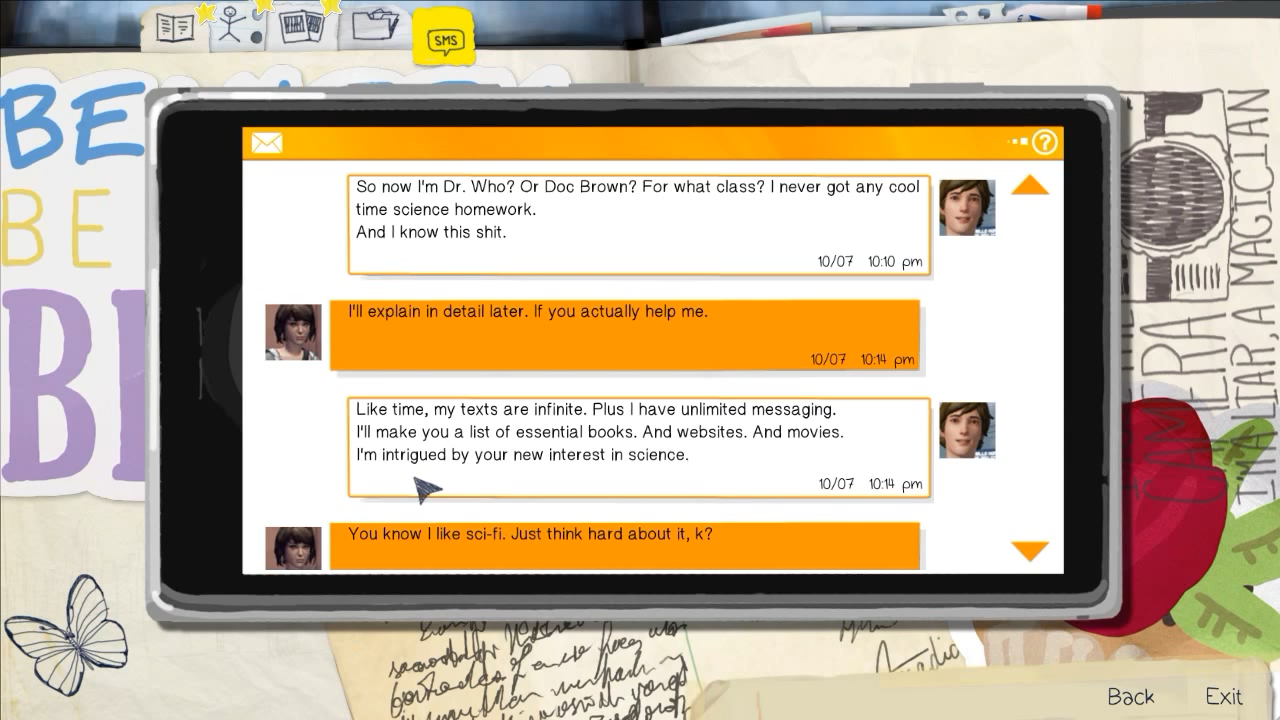 SMS
BE
BE
So now I'm Dr. Who? Or Doc Brown? For what class? I never got any cool
time science homework.
And I know this shit.
10/07 10:10 pm
I'll explain in detail later. If you actually help me.
10/07 10:14 pm
Like time, my texts are infinite. Plus I have unlimited messaging.
I'll make you a list of essential books. And websites. And movies.
I'm intrigued by your new interest in science.
10/07 10:14 pm
You know I like sci-fi. Just think hard about it, k?
A MAGICIAN
Back Exit